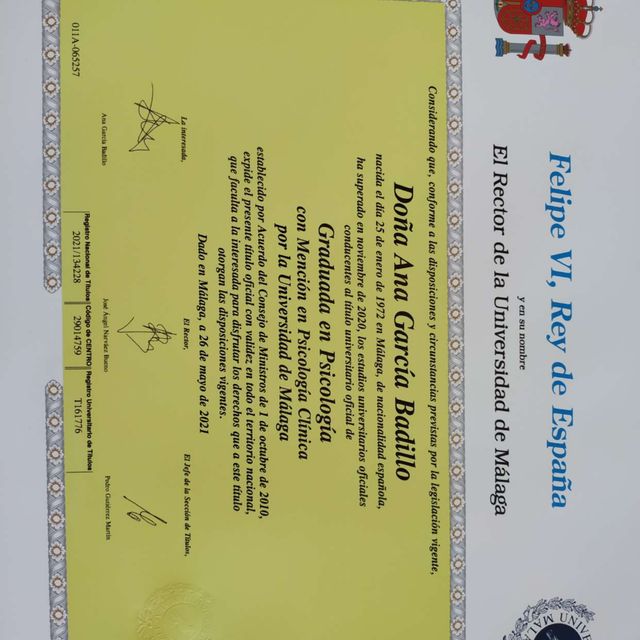 Felipe VI, Rey de España
y en su nombre
El Rector de la Universidad de Málaga
Considerando que, conforme a las disposiciones y circunstancias previstas por la legislación vigente,
Doña Ana García Badillo
nacida el día 25 de enero de 1972 en Málaga, de nacionalidad española,
ha superado en noviembre de 2020, los estudios universitarios oficiales
conducentes al título universitario oficial de
Graduada en Psicología
con Mención en Psicología Clínica
por la Universidad de Málaga
establecido por Acuerdo del Consejo de Ministros de 1 de octubre de 2010,
expide el presente título oficial con validez en todo el territorio nacional,
que faculta a la interesada para disfrutar los derechos que a este título
otorgan las disposiciones vigentes.
Dado en Málaga, a 26 de mayo de 2021
La interesada,
El Rector,
El Jefe de la Sección de Títulos,
Ana García Badillo
José Ángel Narváez Bueno
Pedro Gutiérrez Martín
011A-065257
Registro Nacional de Títulos Código de CENTRO Registro Universitario de Títulos
2021/134228 29014759 T161776